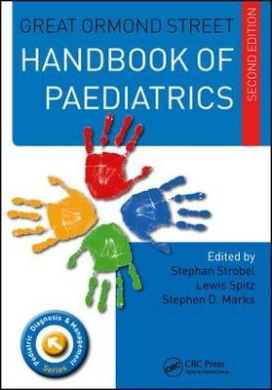 GREAT ORMOND STREET
HANDBOOK OF
PAEDIATRICS
SECOND EDITION
Edited by
Stephan Strobel
Lewis Spitz
Stephen D. Marks
Pediatric Diagnosis & Management
Series
CRC Press